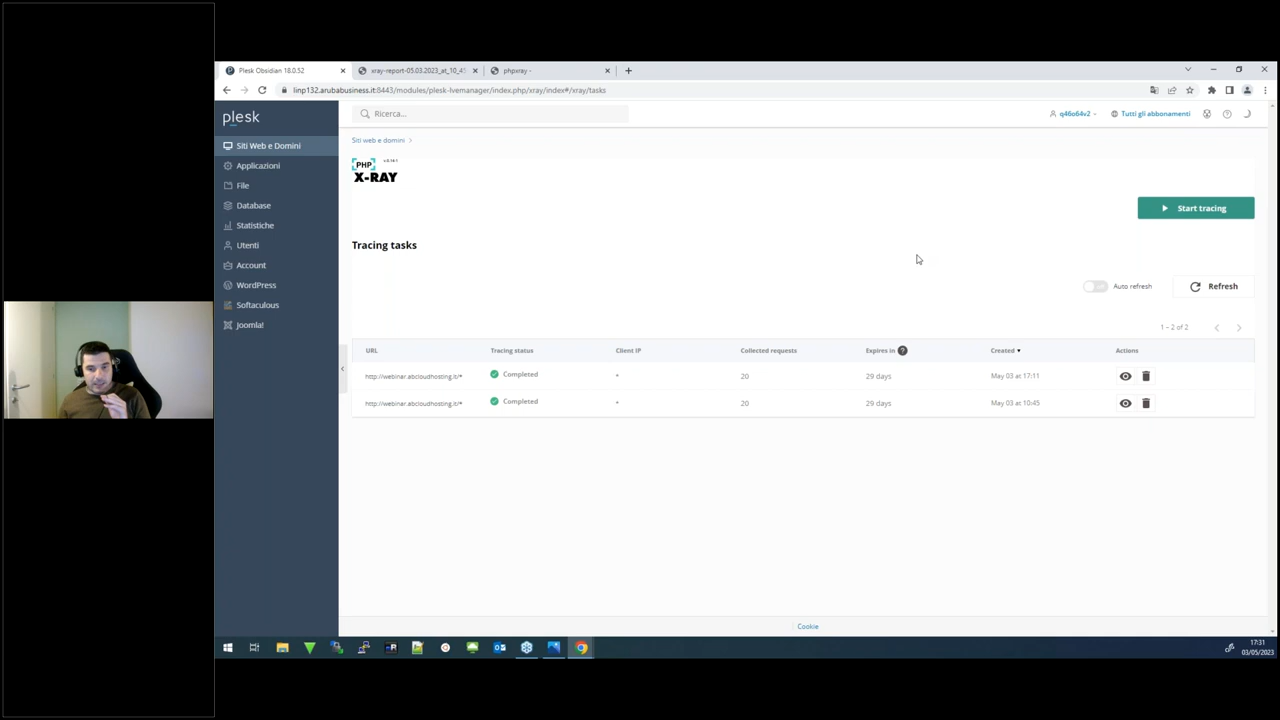 Plesk Obsidian 18.0.52
xray-report-05.03.2023_at_10_45
phpxray -
linp132.arubabusiness.it:8443/modules/plesk-lvemanager/index.php/xray/index#/xray/tasks
plesk
Ricerca...
q46o64v2
Tutti gli abbonamenti
Siti Web e Domini
Applicazioni
File
Database
Statistiche
Utenti
Account
WordPress
Softaculous
Joomla!
Siti web e domini
PHP
X-RAY
Start tracing
Tracing tasks
Auto refresh
Refresh
1 – 2 of 2
URL Tracing status Client IP Collected requests Expires in ? Created Actions
http://webinar.abcloudhosting.it/* Completed * 20 29 days May 03 at 17:11
http://webinar.abcloudhosting.it/* Completed * 20 29 days May 03 at 10:45
Cookie
17:31
03/05/2023